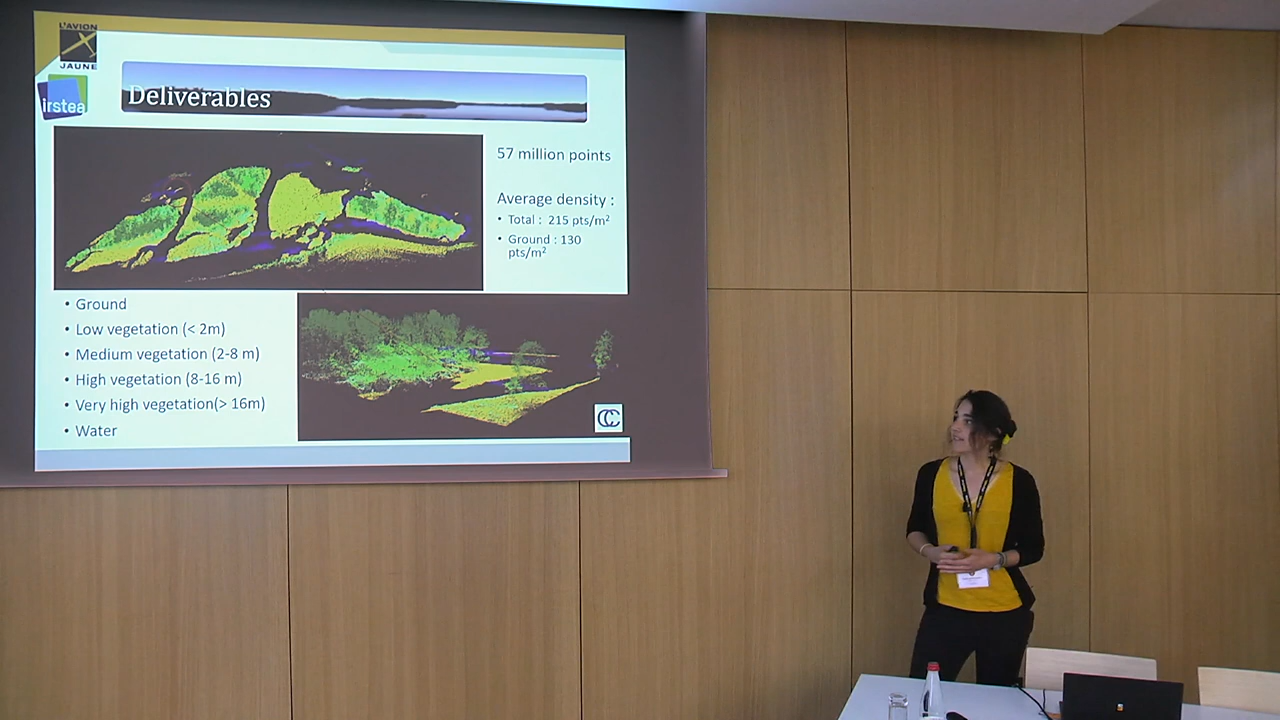 L'AVION
JAUNE
irstea
Deliverables
57 million points
Average density :
• Total : 215 pts/m²
• Ground : 130
pts/m²
• Ground
• Low vegetation (< 2m)
• Medium vegetation (2-8 m)
• High vegetation (8-16 m)
• Very high vegetation(> 16m)
• Water
CC